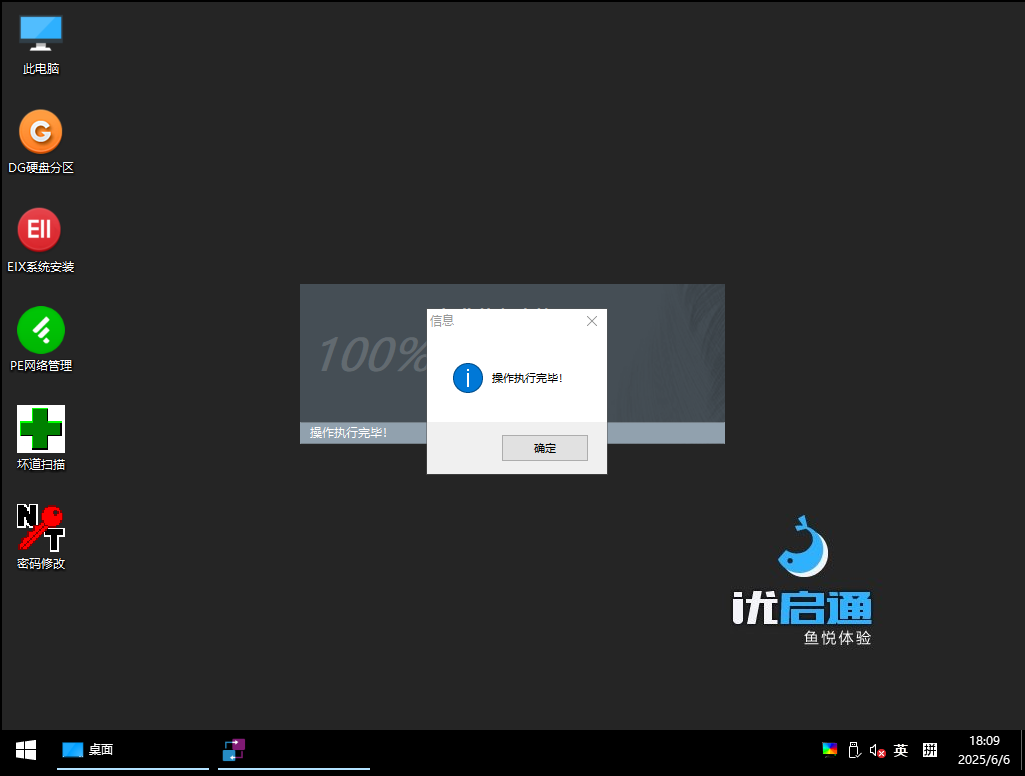 此电脑
DG硬盘分区
EIX系统安装
PE网络管理
坏道扫描
NT
密码修改
信息
100%
操作执行完毕!
操作执行完毕!
确定
优启通
鱼悦体验
桌面
英
拼
18:09
2025/6/6